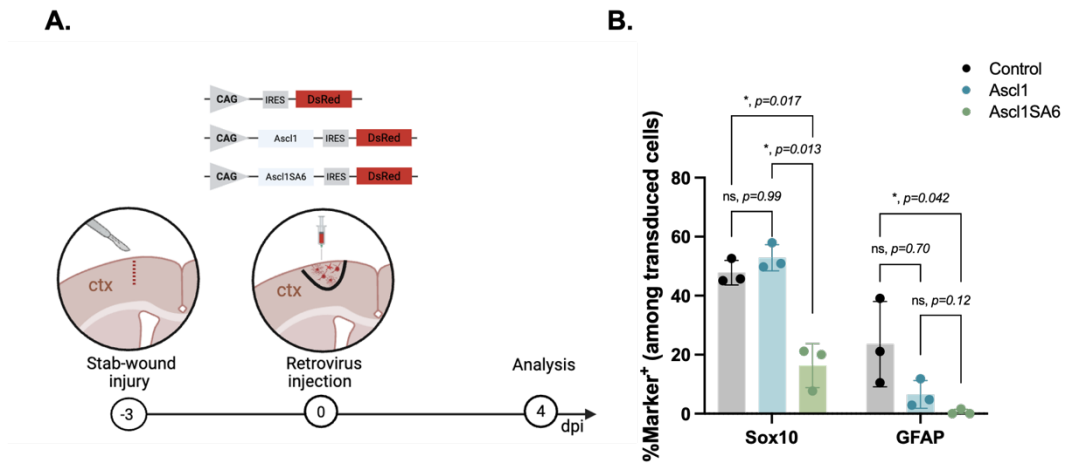 A.
CAG IRES DsRed
CAG Ascl1 IRES DsRed
CAG Ascl1SA6 IRES DsRed
ctx
ctx
Stab-wound
injury
Retrovirus
injection
Analysis
-3
0
4
dpi
B.
Control
Ascl1
Ascl1SA6
%Marker⁺ (among transduced cells)
80
60
40
20
0
*, p=0.017
*, p=0.013
ns, p=0.99
*, p=0.042
ns, p=0.70
ns, p=0.12
Sox10
GFAP